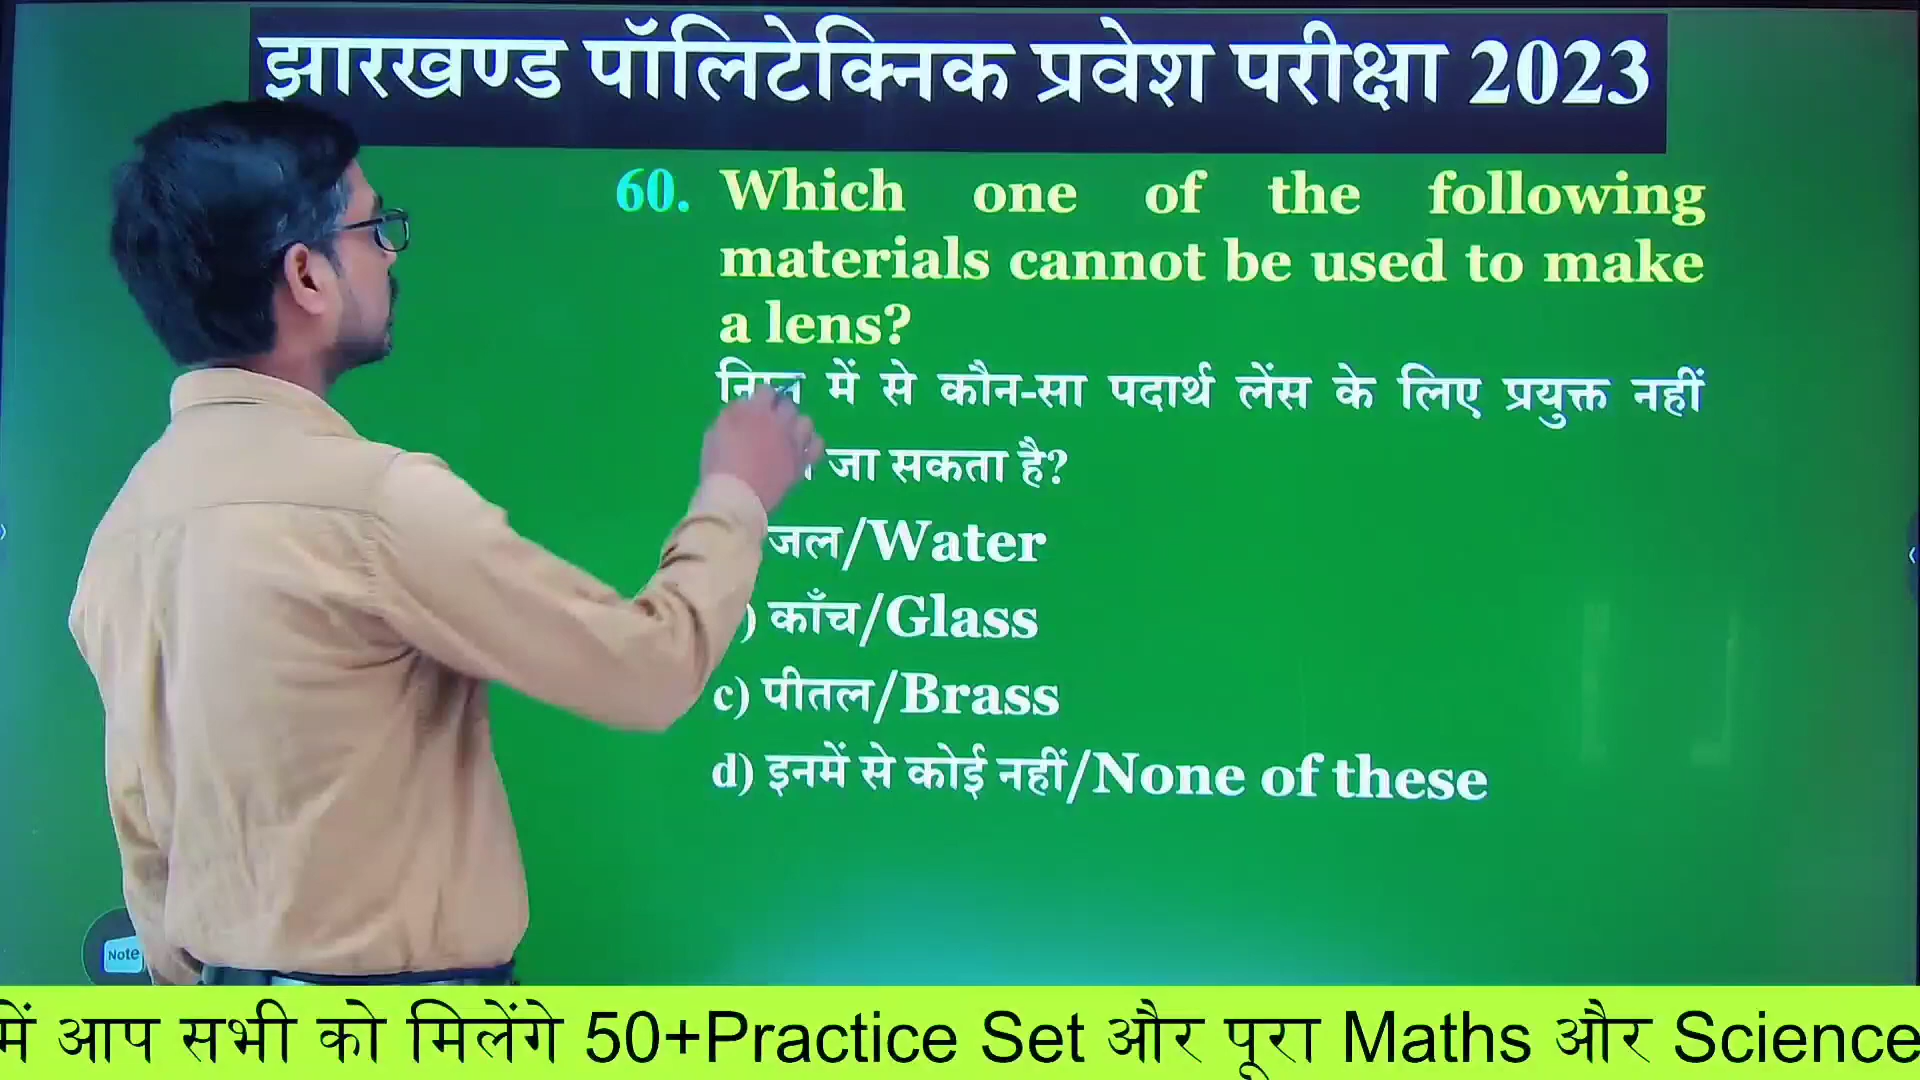 झारखण्ड पॉलिटेक्निक प्रवेश परीक्षा 2023
60. Which one of the following
materials cannot be used to make
a lens?
में से कौन-सा पदार्थ लेंस के लिए प्रयुक्त नहीं
जा सकता है?
जल/Water
) काँच/Glass
c) पीतल/Brass
d) इनमें से कोई नहीं/None of these
Note
में आप सभी को मिलेंगे 50+Practice Set और पूरा Maths और Science